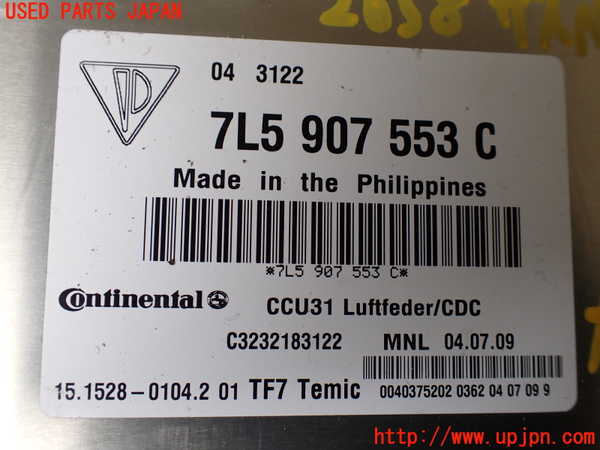 USED PARTS JAPAN
2058
04 3122
7L5 907 553 C
Made in the Philippines
*7L5 907 553 C*
Continental CCU31 Luftfeder/CDC
C3232183122 MNL 04.07.09
15.1528-0104.2 01 TF7 Temic 0040375202 0362 04 07 09 9
http://www.upjpn.com/